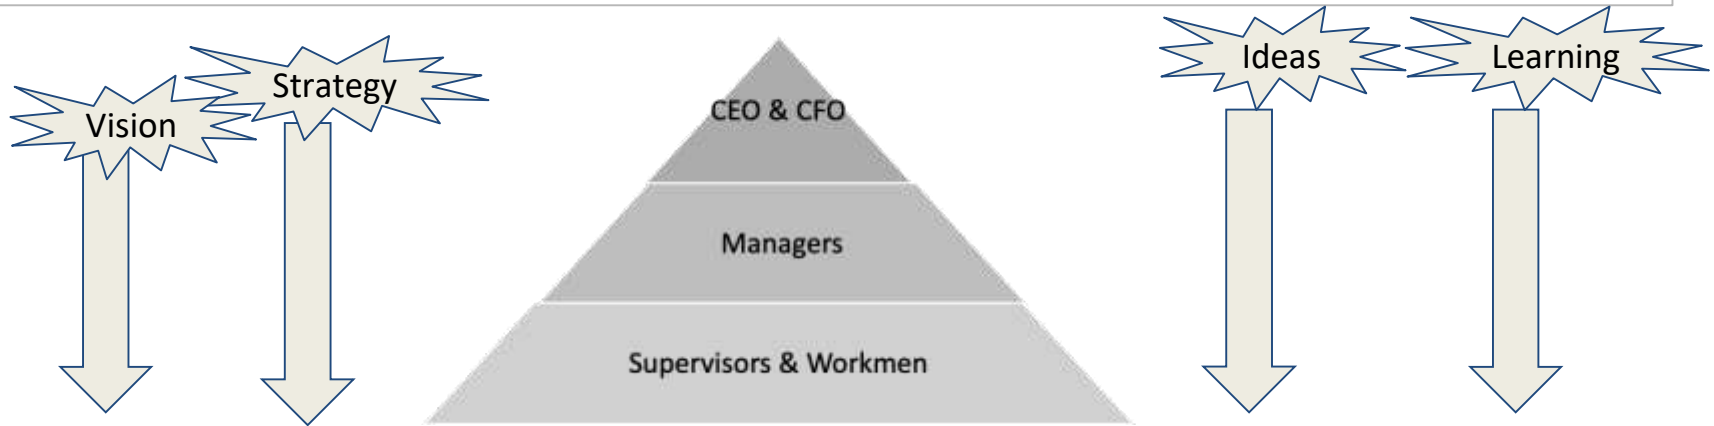 Vision
Strategy
CEO & CFO
Managers
Supervisors & Workmen
Ideas
Learning